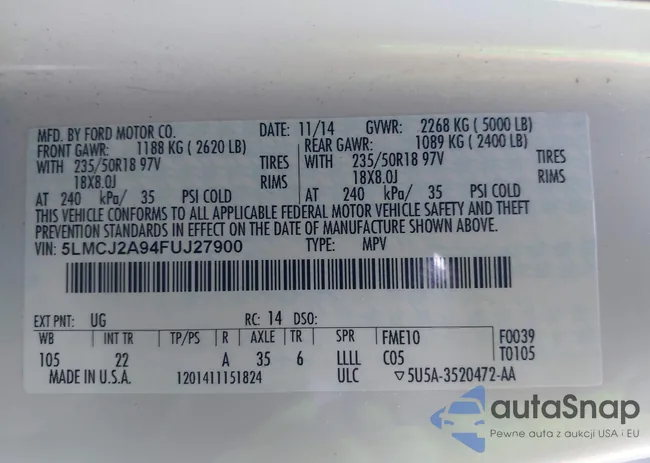 MFD. BY FORD MOTOR CO. DATE: 11/14 GVWR: 2268 KG ( 5000 LB)
FRONT GAWR: 1188 KG ( 2620 LB) REAR GAWR: 1089 KG ( 2400 LB)
WITH 235/50R18 97V TIRES WITH 235/50R18 97V TIRES
18X8.0J RIMS 18X8.0J RIMS
AT 240 kPa/ 35 PSI COLD AT 240 kPa/ 35 PSI COLD
THIS VEHICLE CONFORMS TO ALL APPLICABLE FEDERAL MOTOR VEHICLE SAFETY AND THEFT
PREVENTION STANDARDS IN EFFECT ON THE DATE OF MANUFACTURE SHOWN ABOVE.
VIN: 5LMCJ2A94FUJ27900 TYPE: MPV
EXT PNT: UG RC: 14 DSO:
WB INT TR TP/PS R AXLE TR SPR FME10 F0039
105 22 A 35 6 LLLL C05 T0105
MADE IN U.S.A. 1201411151824 ULC ▽5U5A-3520472-AA
autaSnap
Pewne auta z aukcji USA i EU